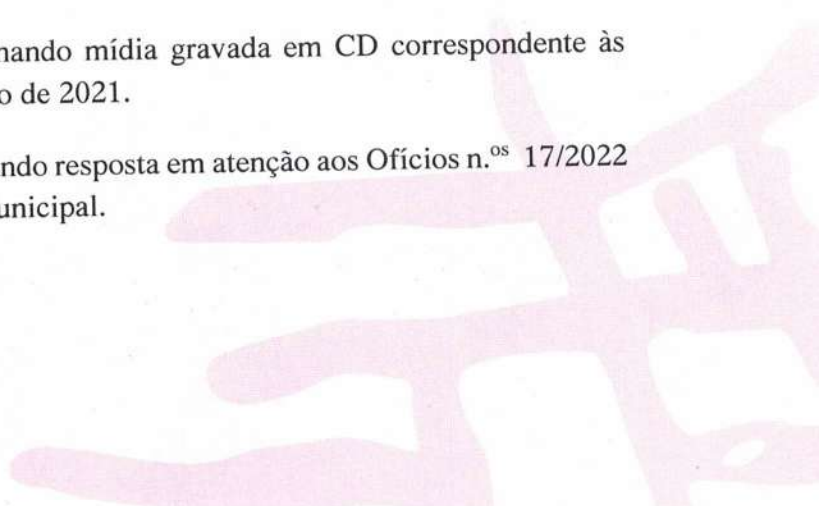 nando mídia gravada em CD correspondente às
o de 2021.
ndo resposta em atenção aos Ofícios n.ºs 17/2022
unicipal.